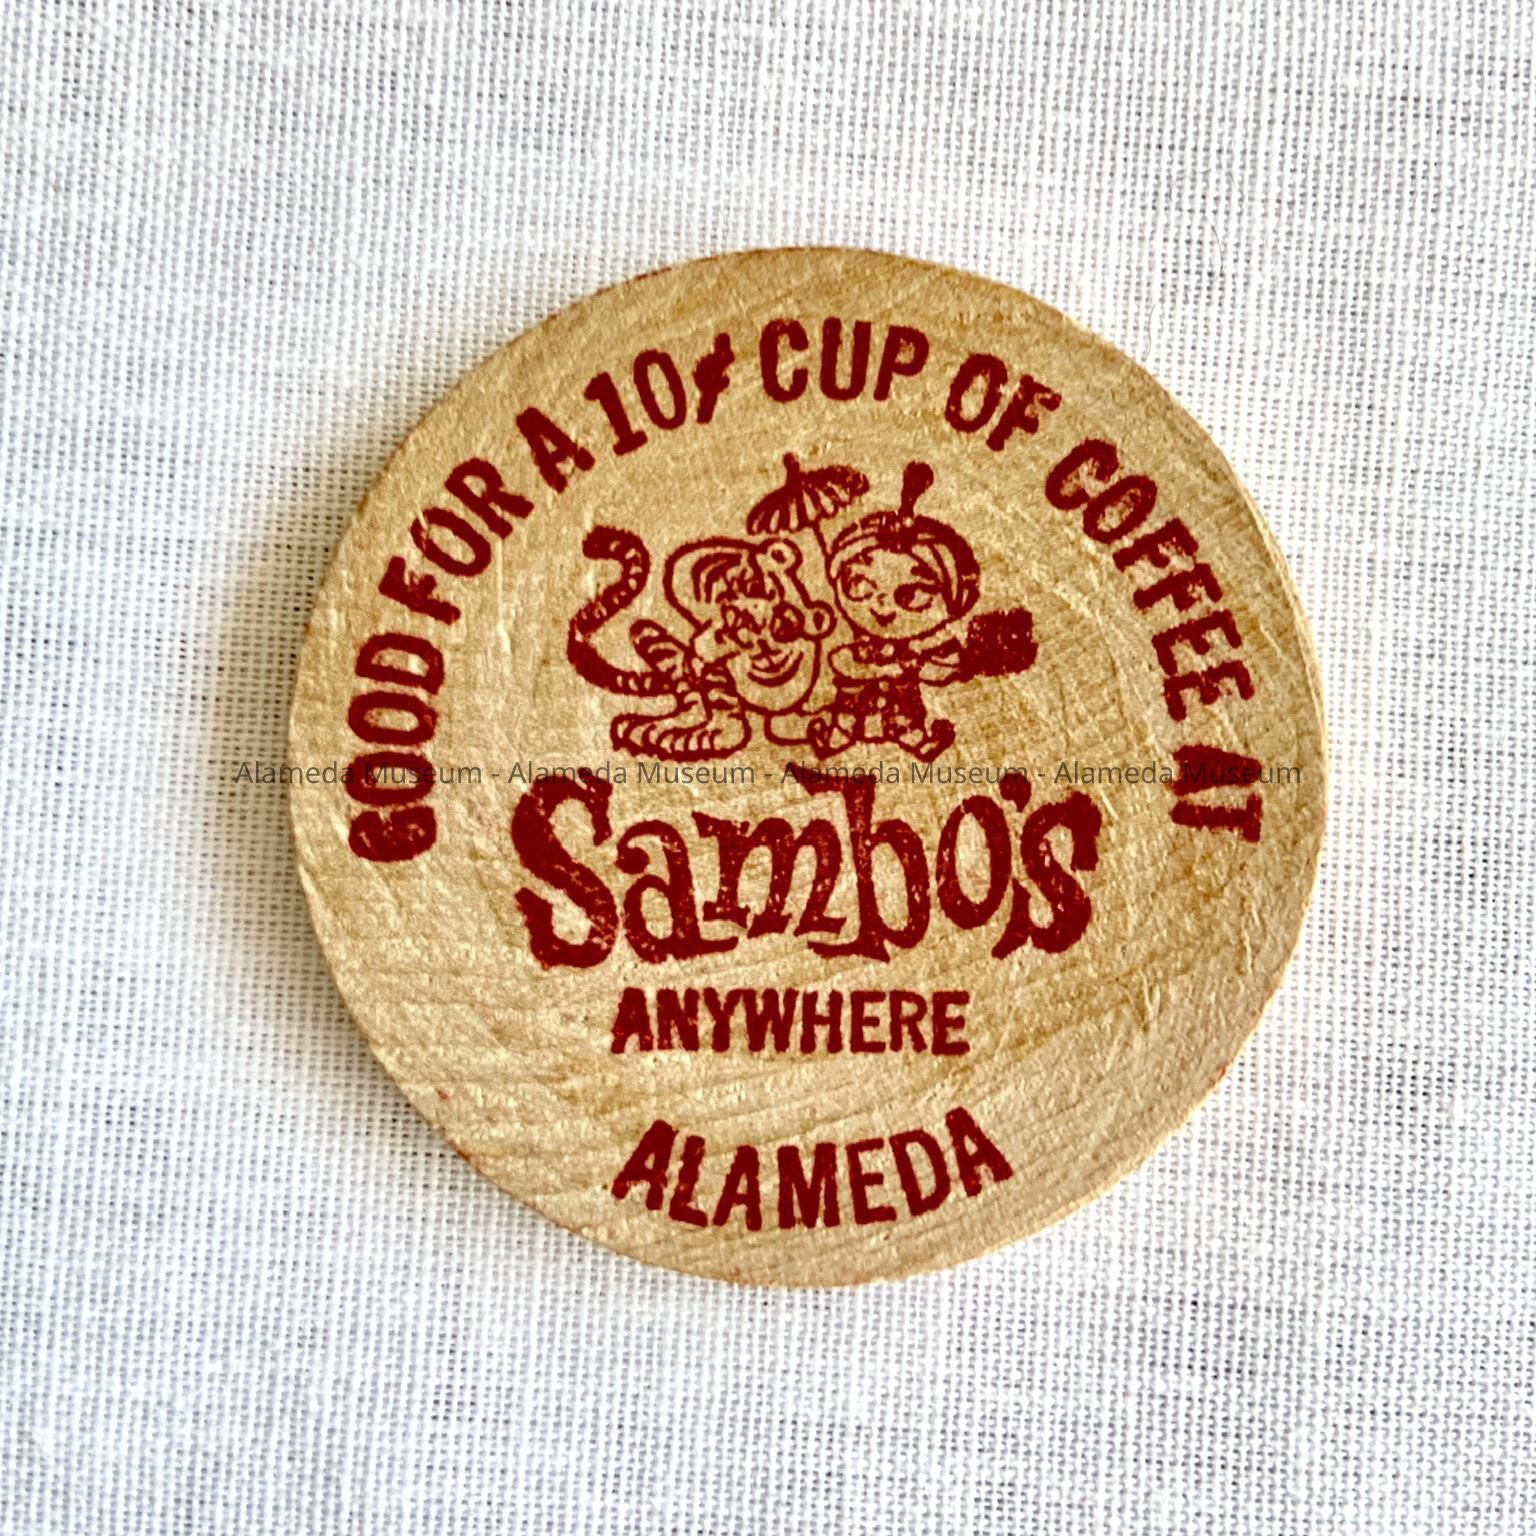 GOOD FOR A 10¢ CUP OF COFFEE AT
Sambo's
ANYWHERE
ALAMEDA
Alameda Museum - Alameda Museum - Alameda Museum - Alameda Museum